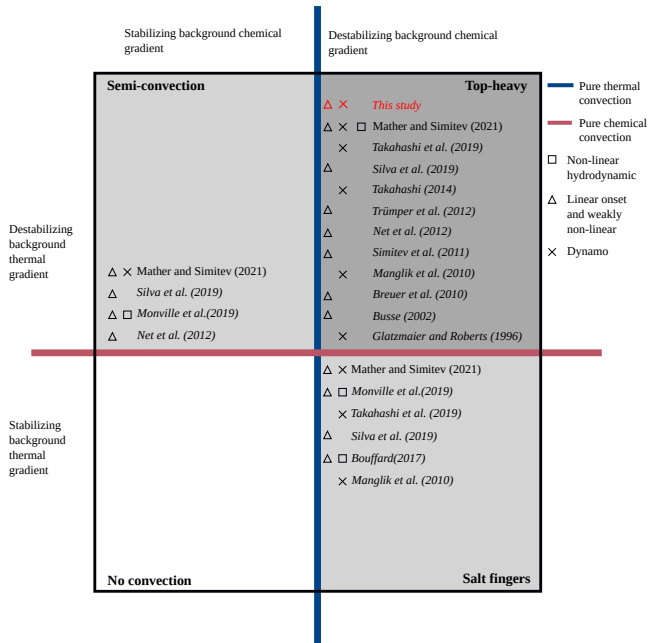 Stabilizing background chemical
gradient
Destabilizing background chemical
gradient
Semi-convection
Top-heavy
This study
Mather and Simitev (2021)
Takahashi et al. (2019)
Silva et al. (2019)
Takahashi (2014)
Trümper et al. (2012)
Net et al. (2012)
Simitev et al. (2011)
Manglik et al. (2010)
Breuer et al. (2010)
Busse (2002)
Glatzmaier and Roberts (1996)
Pure thermal
convection
Pure chemical
convection
Non-linear
hydrodynamic
Linear onset
and weakly
non-linear
Dynamo
Destabilizing
background
thermal
gradient
Mather and Simitev (2021)
Silva et al. (2019)
Monville et al.(2019)
Net et al. (2012)
Stabilizing
background
thermal
gradient
Mather and Simitev (2021)
Monville et al.(2019)
Takahashi et al. (2019)
Silva et al. (2019)
Bouffard(2017)
Manglik et al. (2010)
No convection
Salt fingers